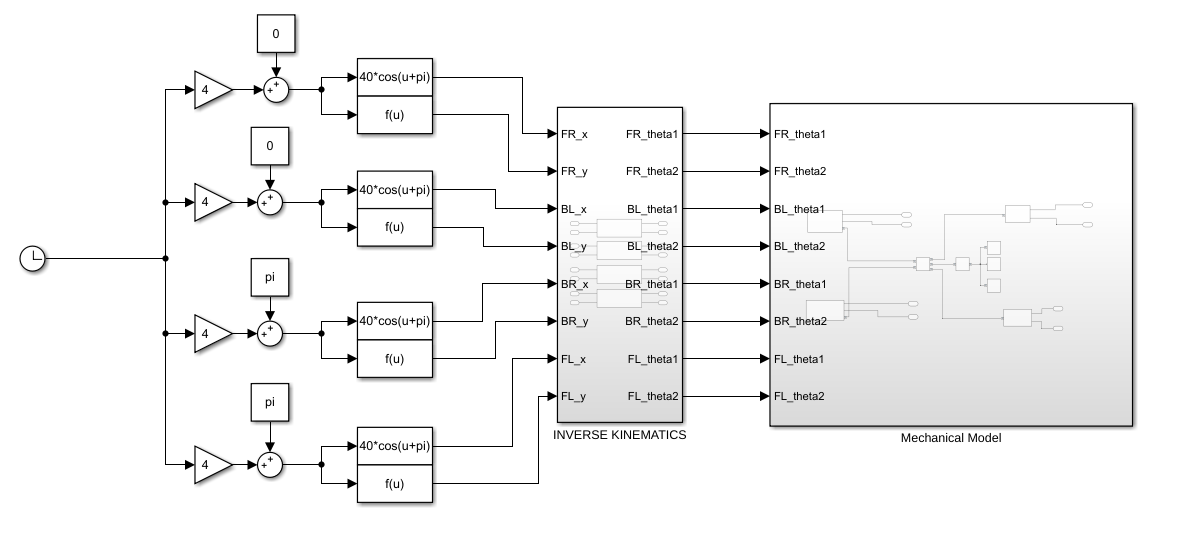 0
4
40*cos(u+pi)
f(u)
0
4
40*cos(u+pi)
f(u)
pi
4
40*cos(u+pi)
f(u)
pi
4
40*cos(u+pi)
f(u)
FR_x FR_theta1
FR_y FR_theta2
BL_x BL_theta1
BL_y BL_theta2
BR_x BR_theta1
BR_y BR_theta2
FL_x FL_theta1
FL_y FL_theta2
INVERSE KINEMATICS
FR_theta1
FR_theta2
BL_theta1
BL_theta2
BR_theta1
BR_theta2
FL_theta1
FL_theta2
Mechanical Model